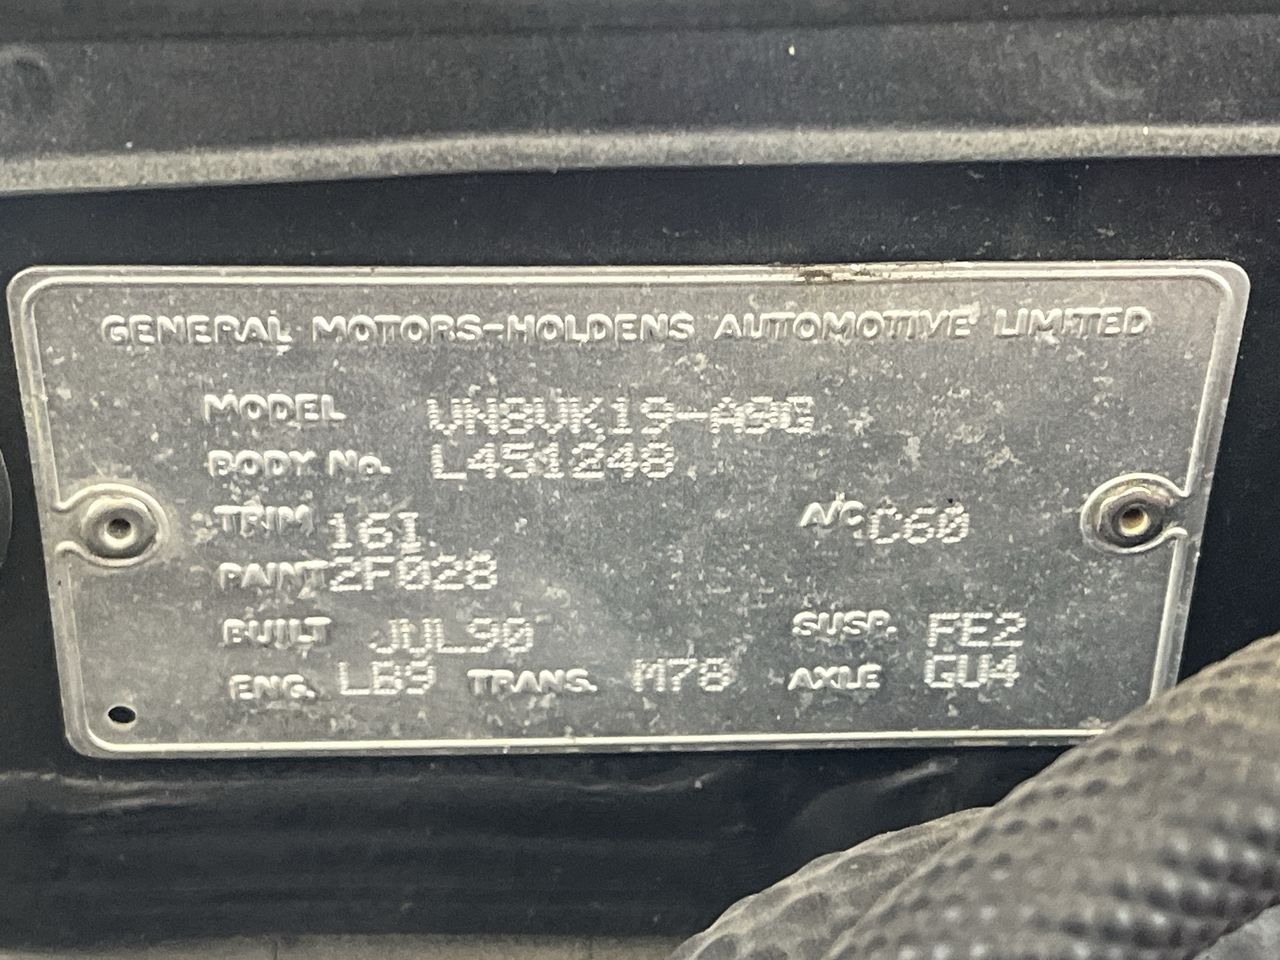 GENERAL MOTORS-HOLDENS AUTOMOTIVE LIMITED
MODEL VN8VK19-A9G
BODY No. L451248
TRIM 16I A/C C60
PAINT 2F028
BUILT JUL90 SUSP. FE2
ENG. LB9 TRANS. M78 AXLE GU4